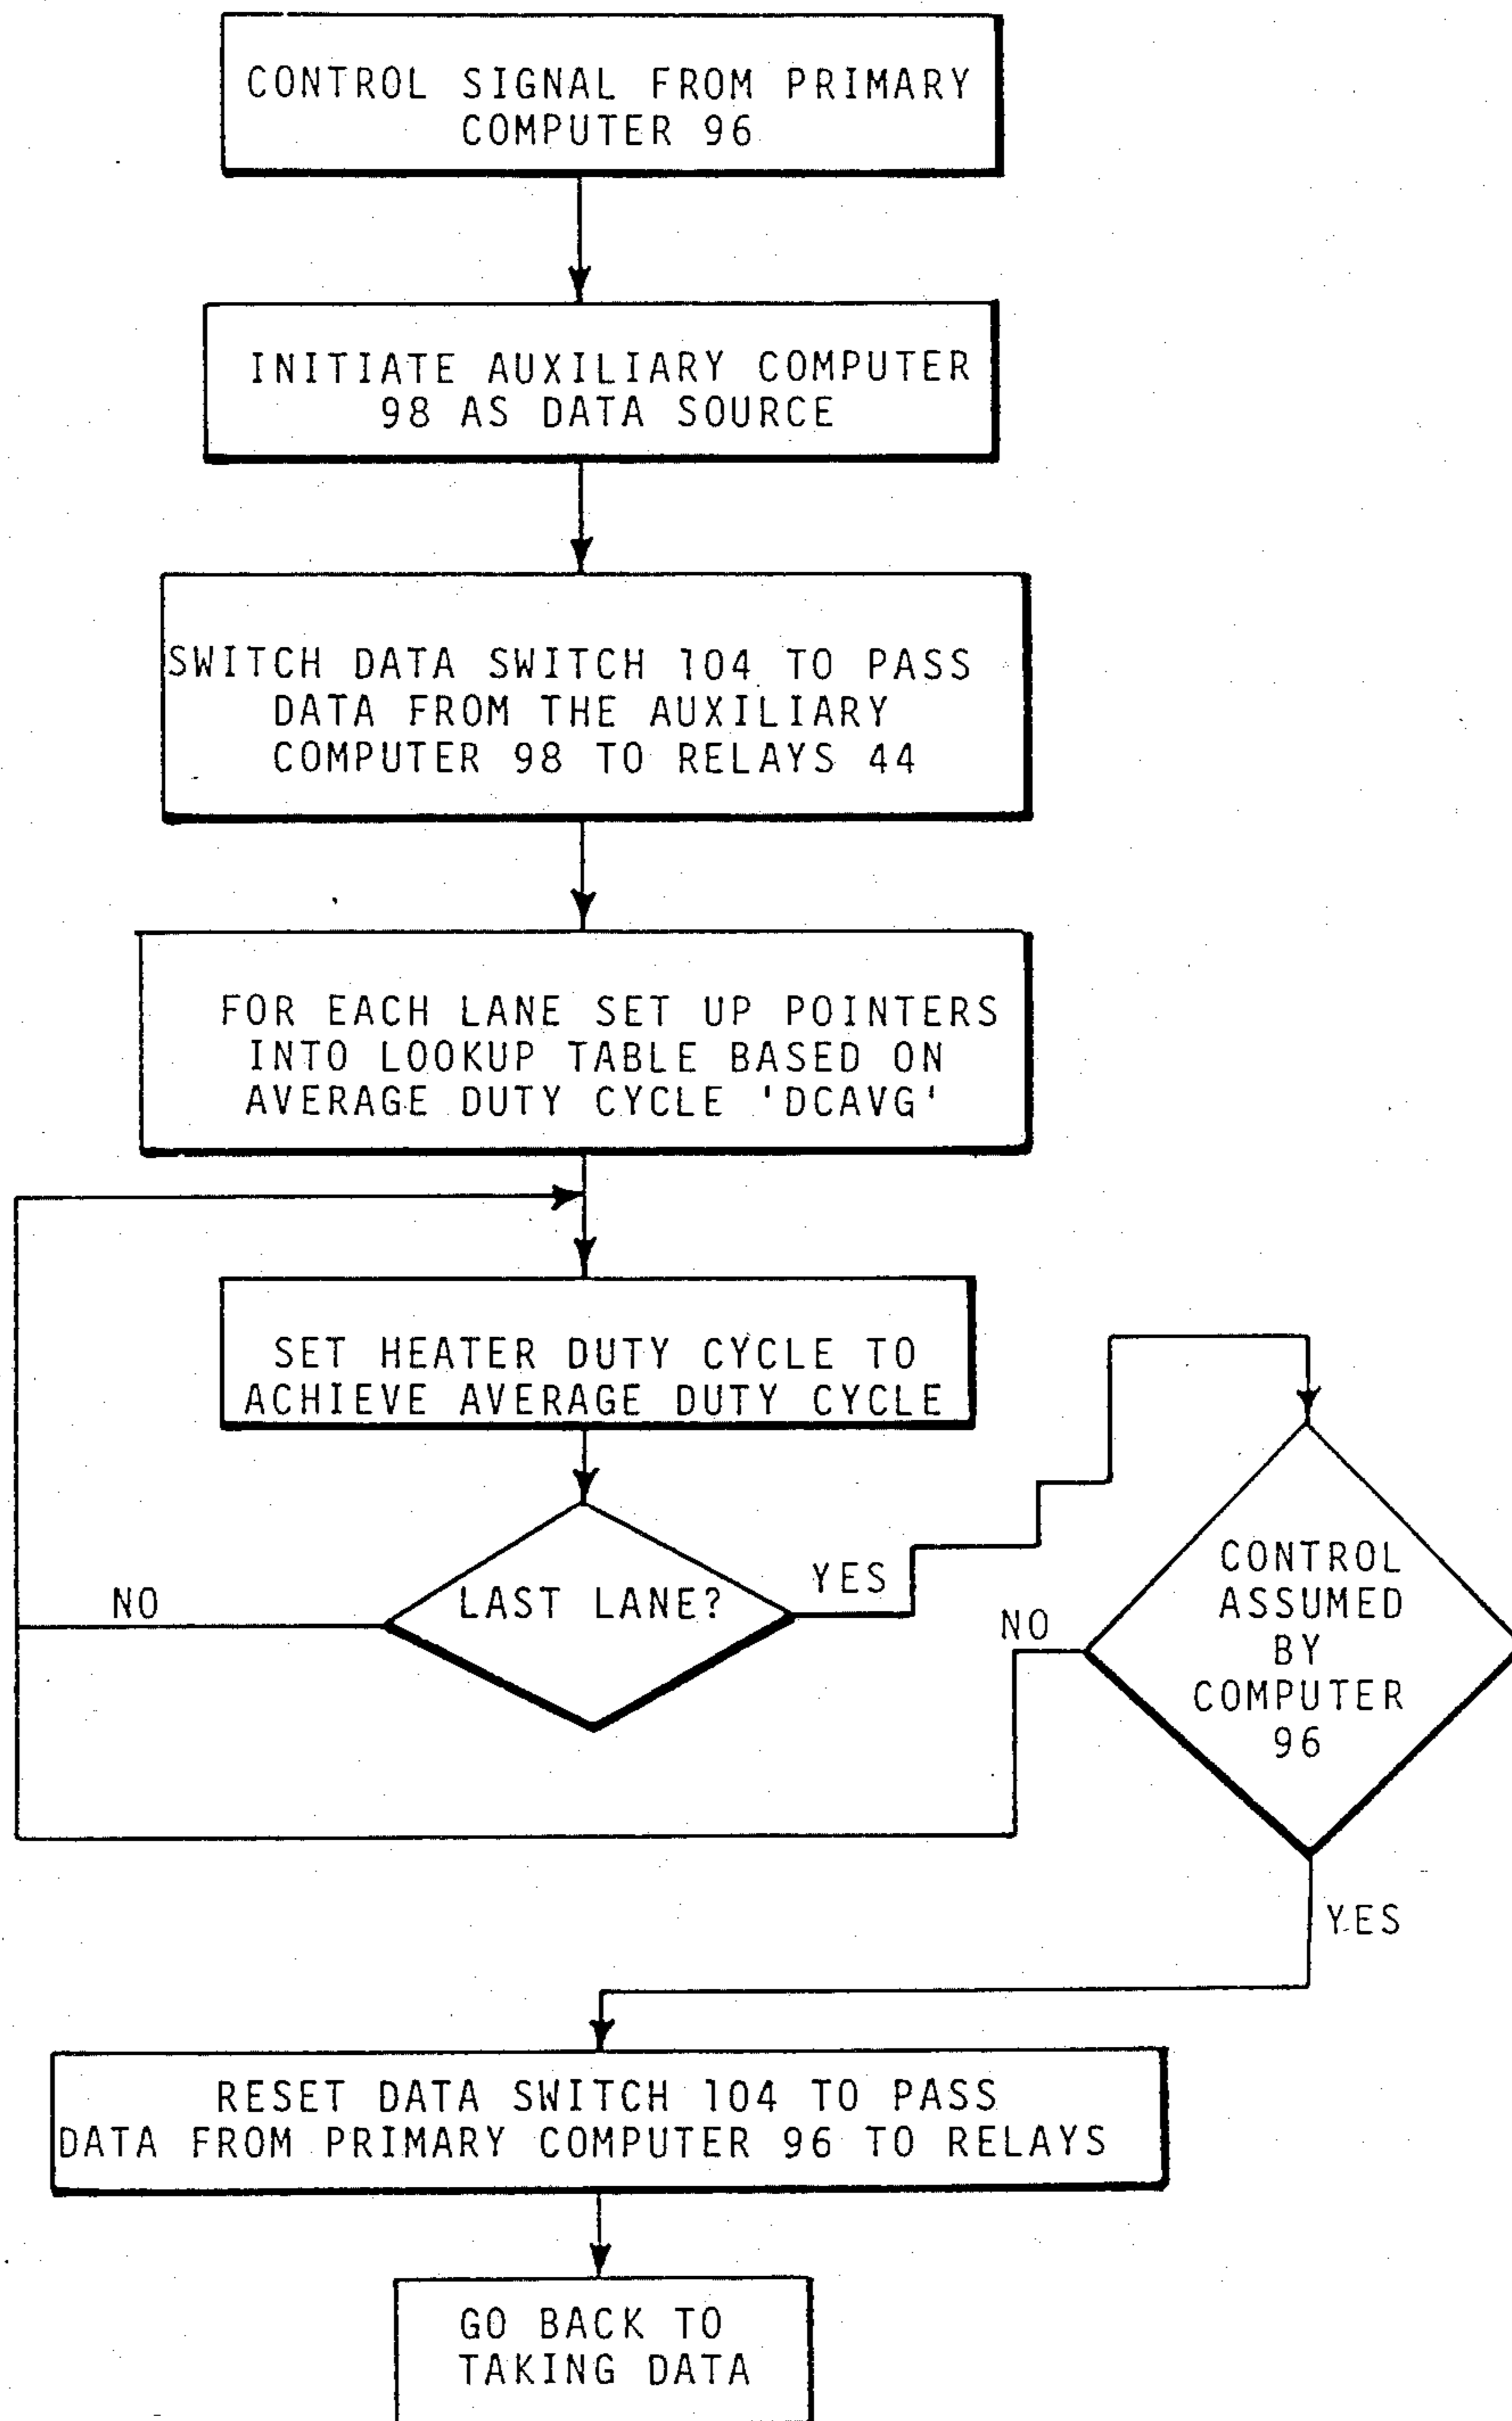 CONTROL SIGNAL FROM PRIMARY
COMPUTER 96
INITIATE AUXILIARY COMPUTER
98 AS DATA SOURCE
SWITCH DATA SWITCH 104 TO PASS
DATA FROM THE AUXILIARY
COMPUTER 98 TO RELAYS 44
FOR EACH LANE SET UP POINTERS
INTO LOOKUP TABLE BASED ON
AVERAGE DUTY CYCLE 'DCAVG'
SET HEATER DUTY CYCLE TO
ACHIEVE AVERAGE DUTY CYCLE
LAST LANE?
NO
YES
CONTROL
ASSUMED
BY
COMPUTER
96
NO
YES
RESET DATA SWITCH 104 TO PASS
DATA FROM PRIMARY COMPUTER 96 TO RELAYS
GO BACK TO
TAKING DATA